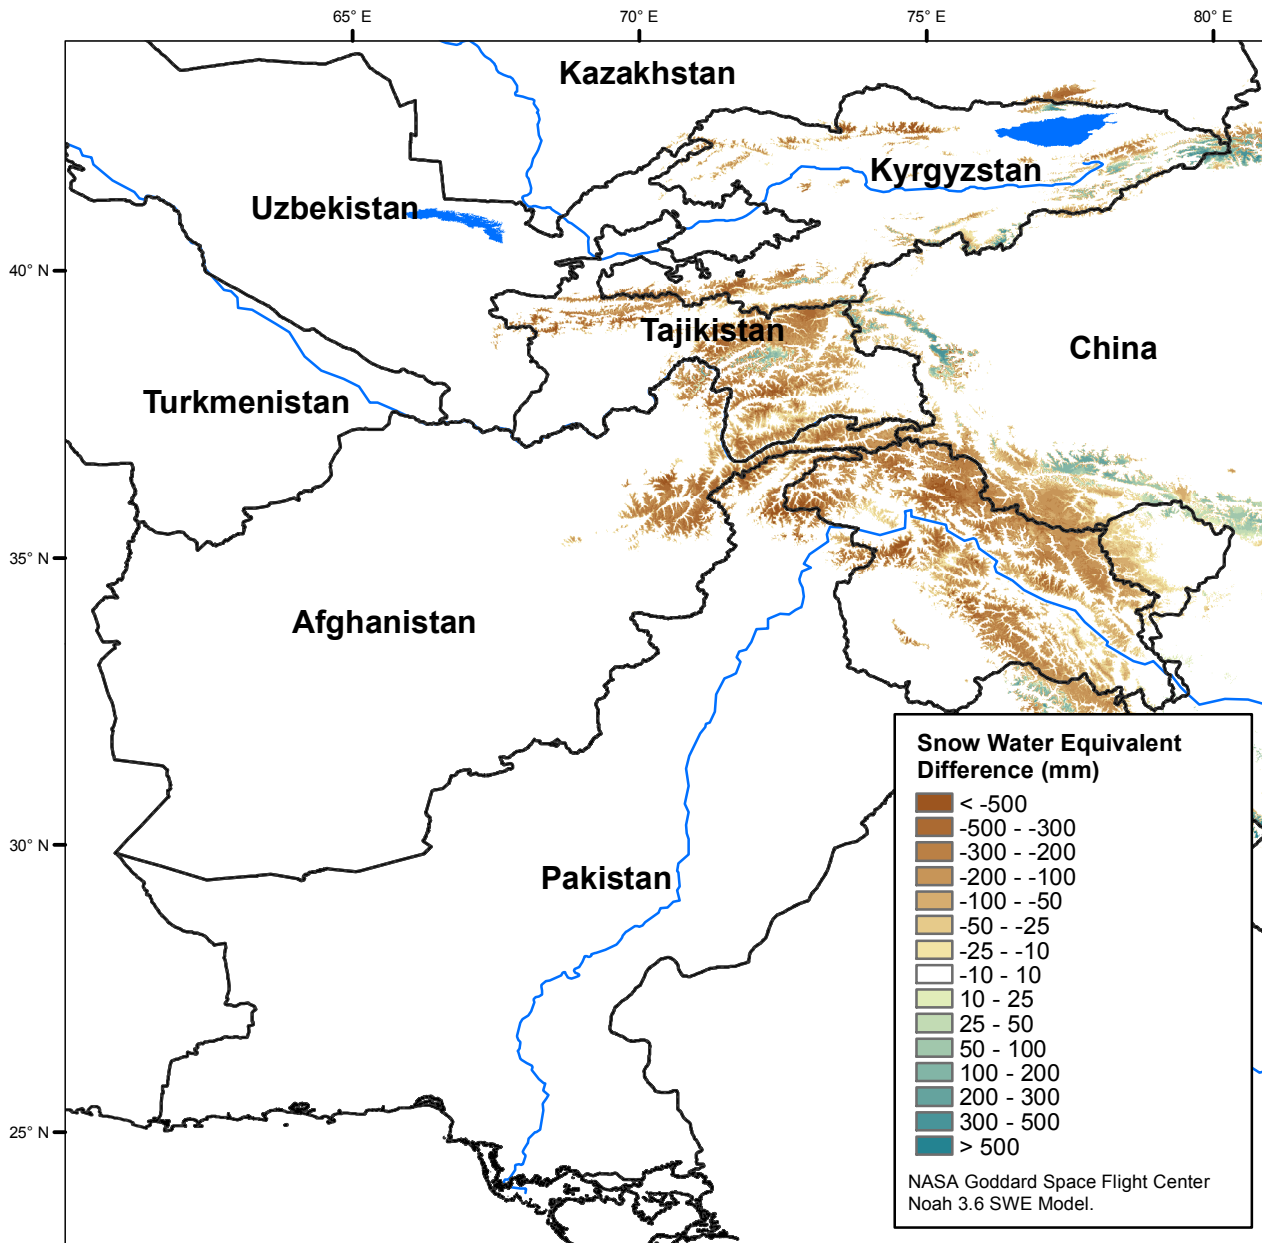 65° E
70° E
75° E
80° E
Kazakhstan
Kyrgyzstan
Uzbekistan
40° N
Tajikistan
China
Turkmenistan
35° N
Afghanistan
30° N
Pakistan
25° N
Snow Water Equivalent
Difference (mm)
< -500
-500 - -300
-300 - -200
-200 - -100
-100 - -50
-50 - -25
-25 - -10
-10 - 10
10 - 25
25 - 50
50 - 100
100 - 200
200 - 300
300 - 500
> 500
NASA Goddard Space Flight Center
Noah 3.6 SWE Model.